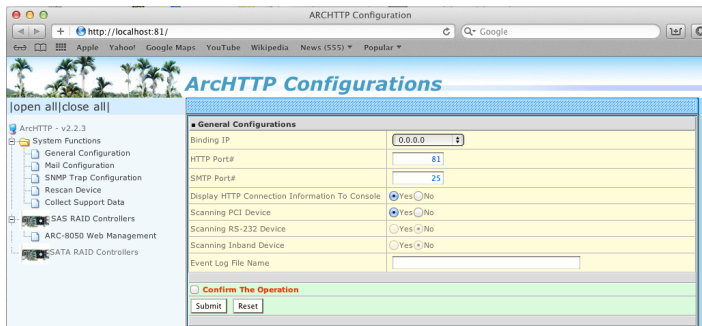 ARCHTTP Configuration
http://localhost:81/
Google
Apple Yahoo! Google Maps YouTube Wikipedia News (555) Popular
ArcHTTP Configurations
|open all|close all|
ArcHTTP - v2.2.3
System Functions
General Configuration
Mail Configuration
SNMP Trap Configuration
Rescan Device
Collect Support Data
SAS RAID Controllers
ARC-8050 Web Management
SATA RAID Controllers
General Configurations
Binding IP 0.0.0.0
HTTP Port# 81
SMTP Port# 25
Display HTTP Connection Information To Console Yes No
Scanning PCI Device Yes No
Scanning RS-232 Device Yes No
Scanning Inband Device Yes No
Event Log File Name
Confirm The Operation
Submit Reset